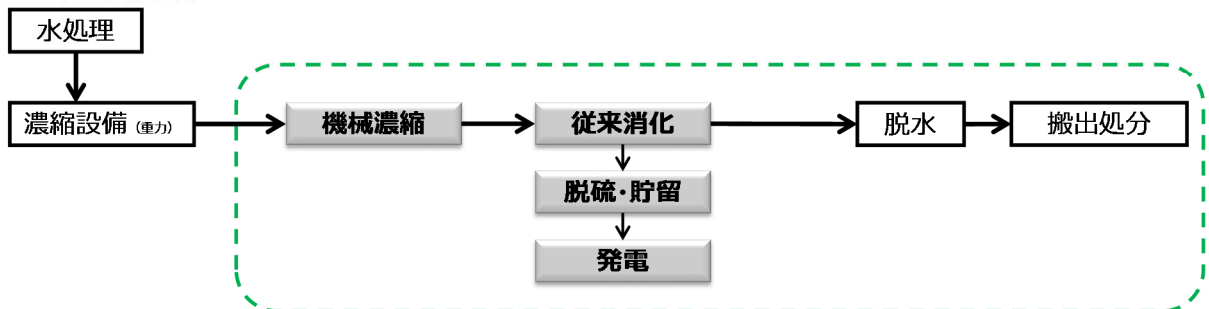 水処理
濃縮設備 (重力)
機械濃縮
従来消化
脱水
搬出処分
脱硫・貯留
発電